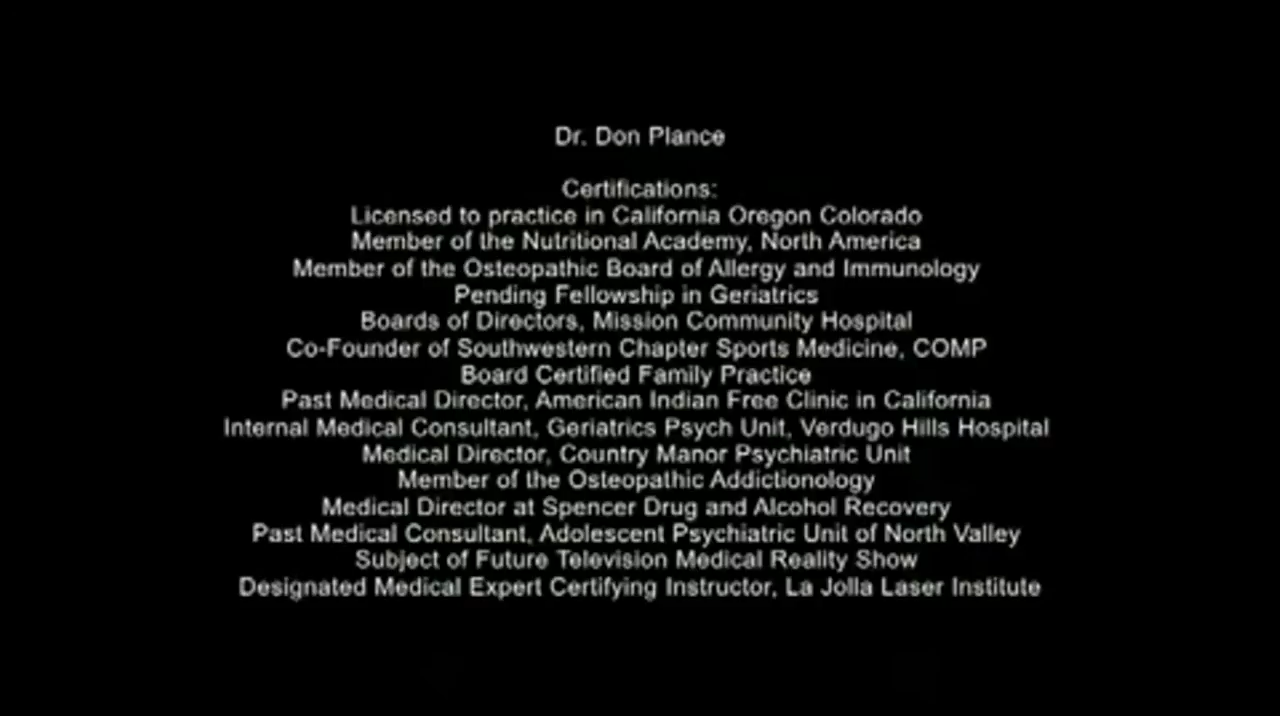 Dr. Don Plance
Certifications:
Licensed to practice in California Oregon Colorado
Member of the Nutritional Academy, North America
Member of the Osteopathic Board of Allergy and Immunology
Pending Fellowship in Geriatrics
Boards of Directors, Mission Community Hospital
Co-Founder of Southwestern Chapter Sports Medicine, COMP
Board Certified Family Practice
Past Medical Director, American Indian Free Clinic in California
Internal Medical Consultant, Geriatrics Psych Unit, Verdugo Hills Hospital
Medical Director, Country Manor Psychiatric Unit
Member of the Osteopathic Addictionology
Medical Director at Spencer Drug and Alcohol Recovery
Past Medical Consultant, Adolescent Psychiatric Unit of North Valley
Subject of Future Television Medical Reality Show
Designated Medical Expert Certifying Instructor, La Jolla Laser Institute